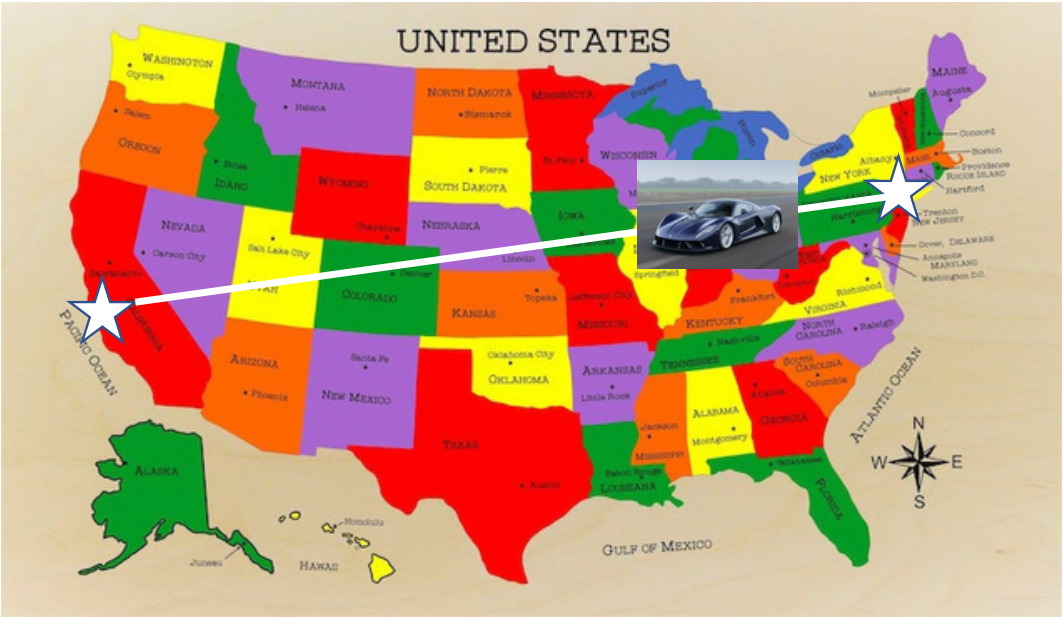 UNITED STATES
WASHINGTON
Olympia
MONTANA
Helena
NORTH DAKOTA
Bismarck
MINNESOTA
St. Paul
Superior
Huron
Ontario
MAINE
Augusta
Montpelier
Concord
Boston
MASS
Providence
RHODE ISLAND
Hartford
Albany
NEW YORK
Salem
OREGON
Boise
IDAHO
WYOMING
Cheyenne
Pierre
SOUTH DAKOTA
WISCONSIN
IOWA
NEBRASKA
Lincoln
NEVADA
Carson City
Salt Lake City
UTAH
Denver
COLORADO
Topeka
KANSAS
Jefferson City
MISSOURI
Springfield
Frankfort
KENTUCKY
Harrisburg
Trenton
NEW JERSEY
Dover, DELAWARE
Annapolis
MARYLAND
Washington D.C.
Richmond
VIRGINIA
Sacramento
PACIFIC OCEAN
ARIZONA
Phoenix
Santa Fe
NEW MEXICO
Oklahoma City
OKLAHOMA
ARKANSAS
Little Rock
Nashville
TENNESSEE
NORTH
CAROLINA
Raleigh
SOUTH
CAROLINA
Columbia
Atlanta
GEORGIA
ALABAMA
Montgomery
Jackson
MISSISSIPPI
Baton Rouge
LOUISIANA
TEXAS
Austin
Tallahassee
FLORIDA
ATLANTIC OCEAN
GULF OF MEXICO
ALASKA
Juneau
Honolulu
HAWAII
N
W
E
S